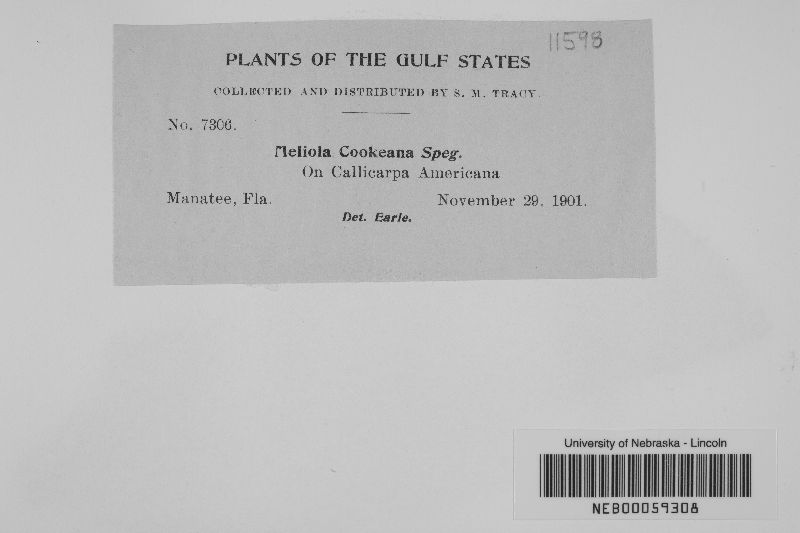 11598
PLANTS OF THE GULF STATES
COLLECTED AND DISTRIBUTED BY S. M. TRACY.
No. 7306.
Meliola Cookeana Speg.
On Callicarpa Americana
Manatee, Fla. November 29, 1901.
Det. Earle.
University of Nebraska - Lincoln
NEB00059308